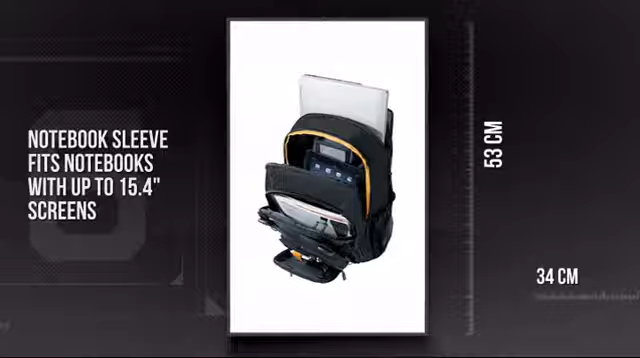 NOTEBOOK SLEEVE
FITS NOTEBOOKS
WITH UP TO 15.4"
SCREENS
53 CM
34 CM